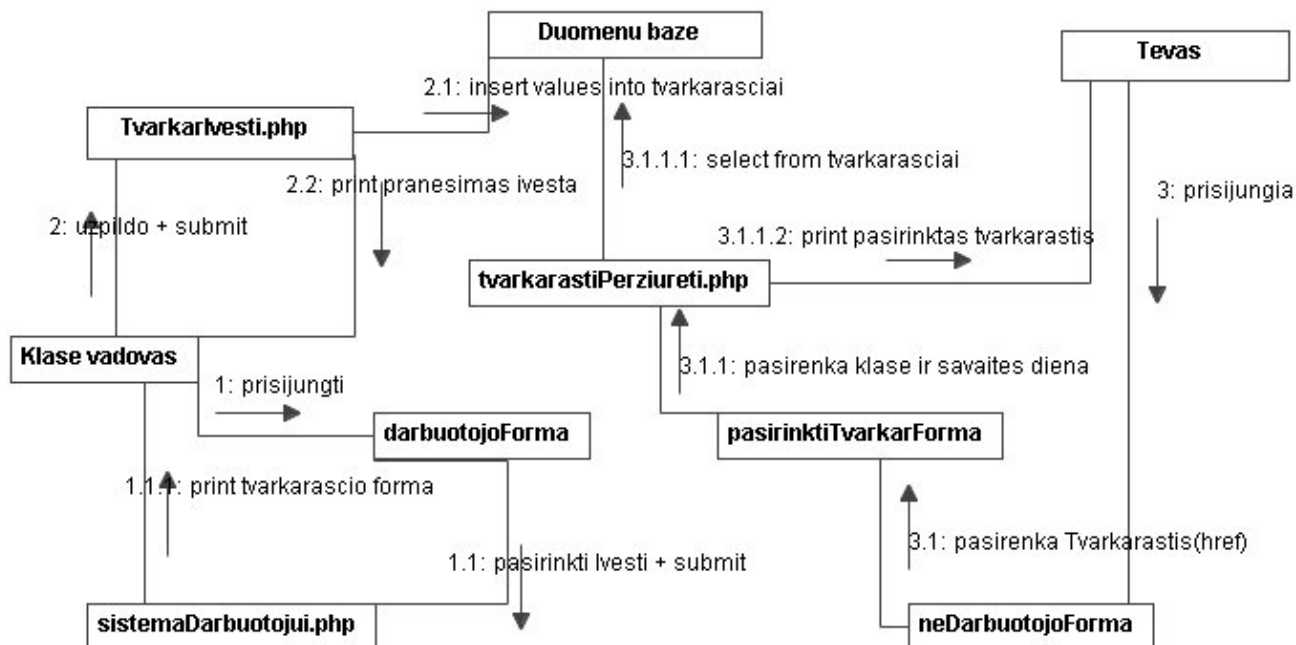 Duomenu baze
Tevas
2.1: insert values into tvarkarasciai
TvarkarIvesti.php
3.1.1.1: select from tvarkarasciai
2.2: print pranesimas ivesta
3: prisijungia
2: uzpildo + submit
3.1.1.2: print pasirinktas tvarkarastis
tvarkarastiPerziureti.php
Klase vadovas
3.1.1: pasirenka klase ir savaites diena
1: prisijungti
darbuotojoForma
pasirinktiTvarkarForma
1.1.1: print tvarkarascio forma
3.1: pasirenka Tvarkarastis(href)
1.1: pasirinkti Ivesti + submit
sistemaDarbuotojui.php
neDarbuotojoForma